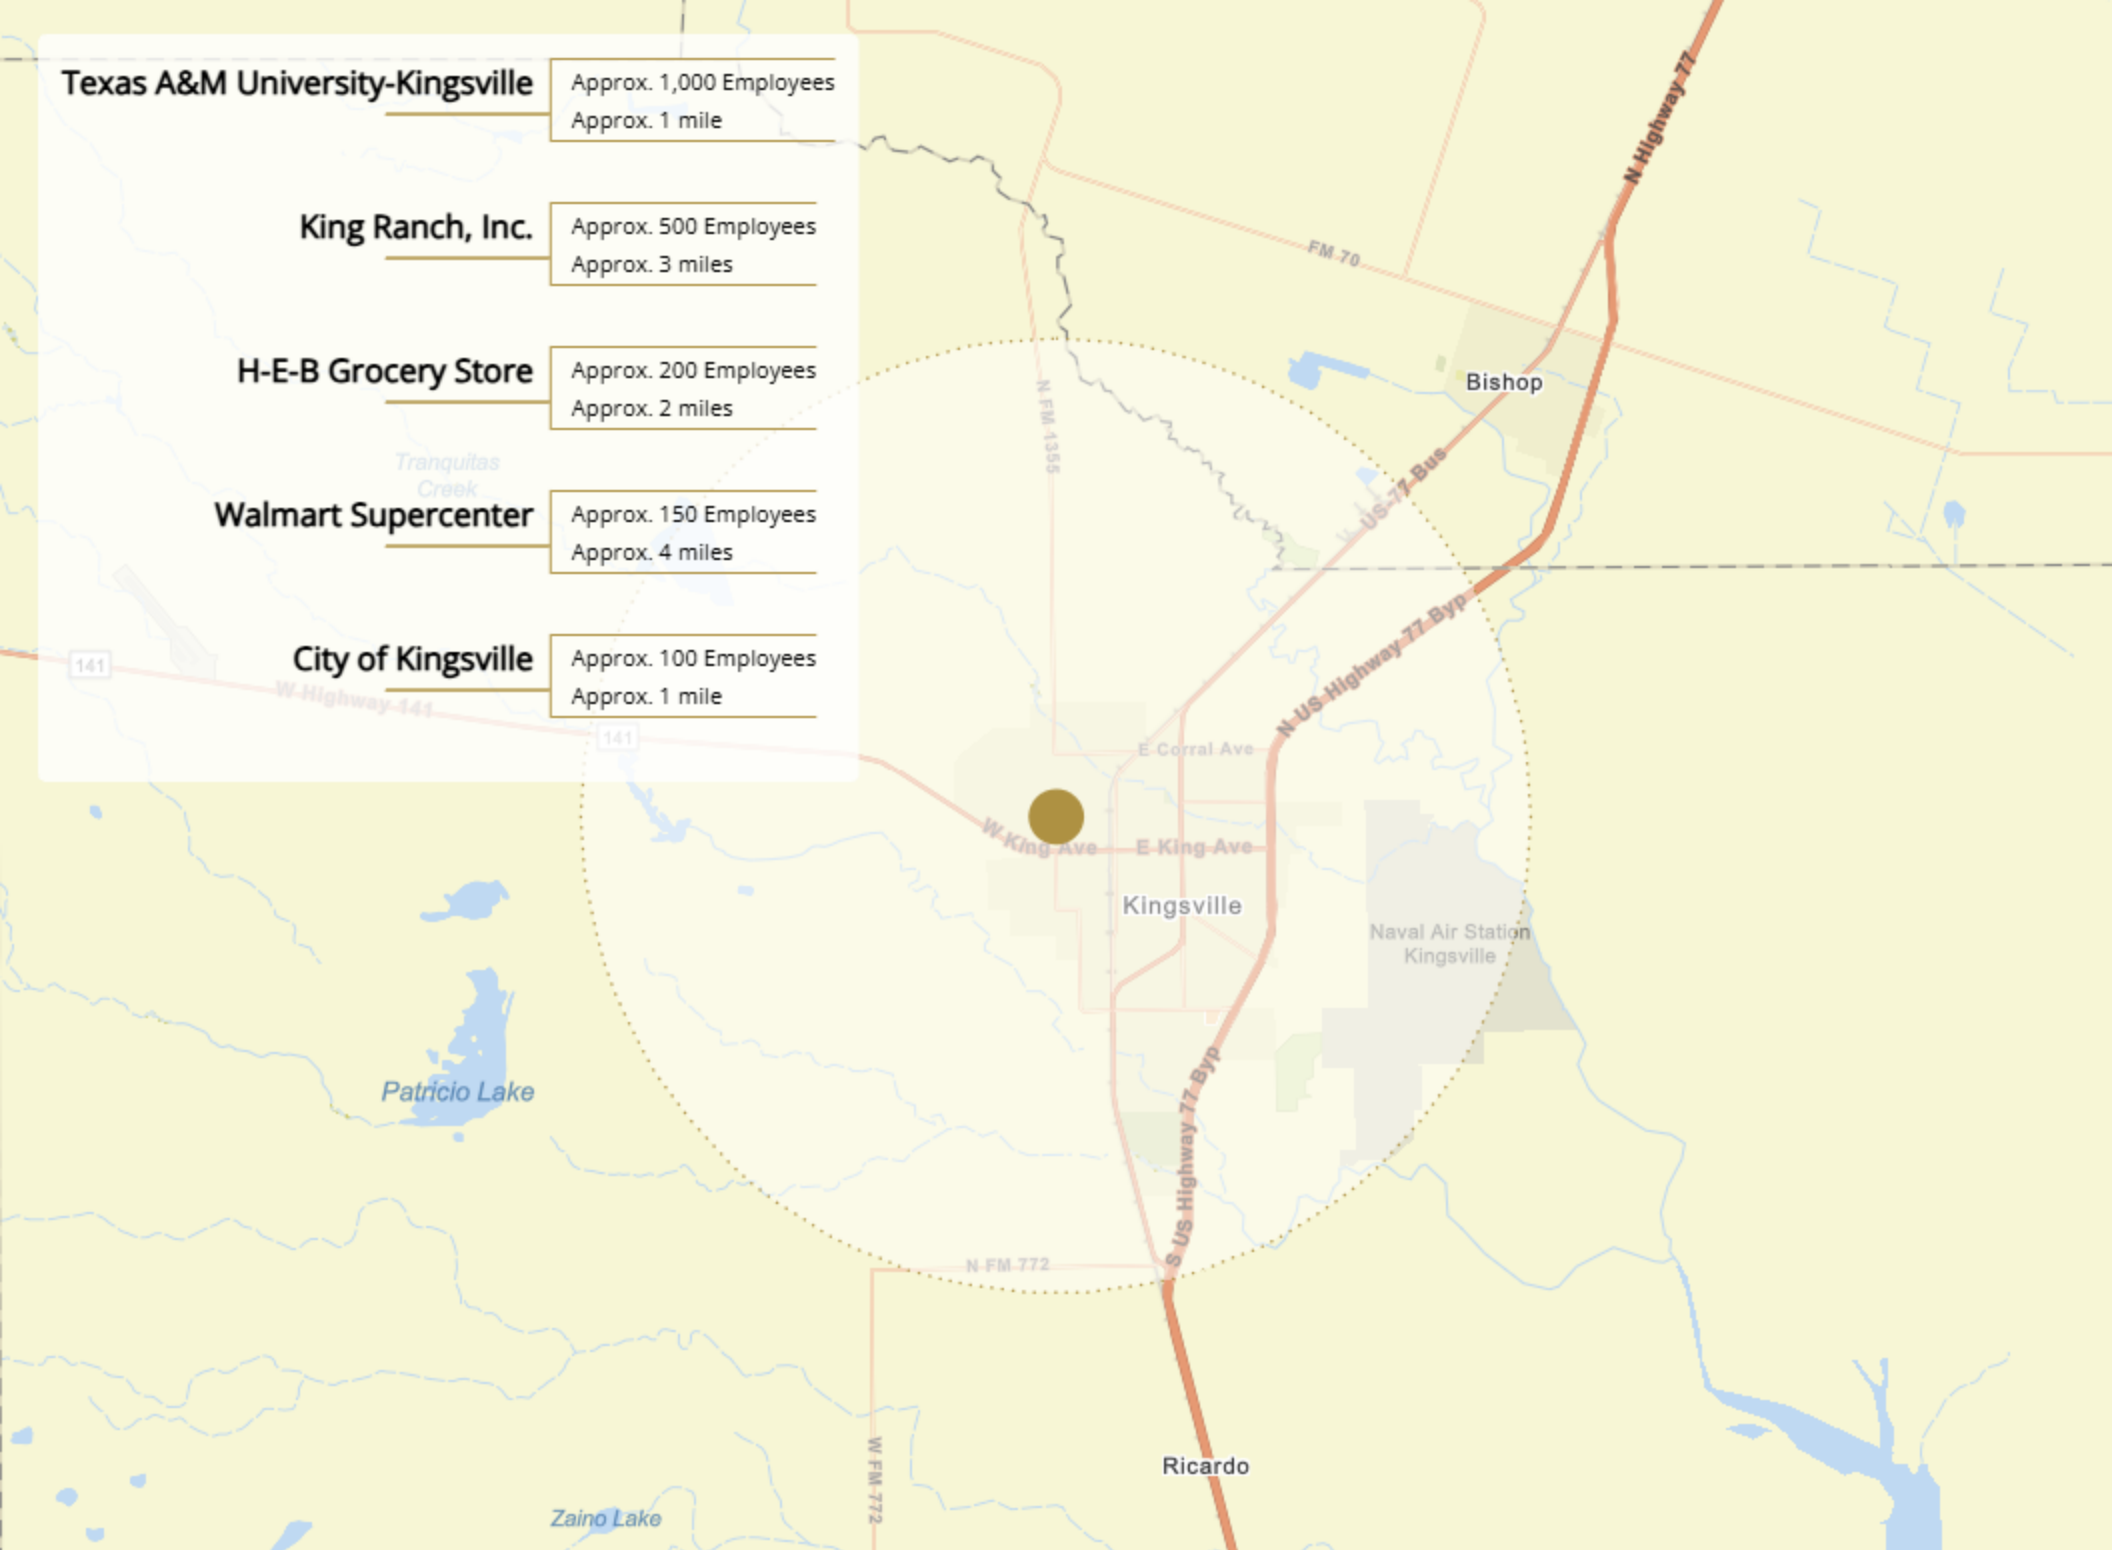 Texas A&M University-Kingsville
Approx. 1,000 Employees
Approx. 1 mile
King Ranch, Inc.
Approx. 500 Employees
Approx. 3 miles
H-E-B Grocery Store
Approx. 200 Employees
Approx. 2 miles
Walmart Supercenter
Approx. 150 Employees
Approx. 4 miles
City of Kingsville
Approx. 100 Employees
Approx. 1 mile
N Highway 77
FM 70
Bishop
N FM 1355
US-77 Bus
Tranquitas
Creek
N US Highway 77 Byp
141
W Highway 141
141
E Corral Ave
W King Ave
E King Ave
Kingsville
Naval Air Station
Kingsville
Patricio Lake
S US Highway 77 Byp
N FM 772
W FM 772
Ricardo
Zaino Lake